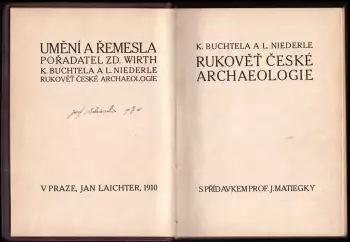 UMĚNÍ A ŘEMESLA
POŘADATEL ZD. WIRTH
K. BUCHTELA A L. NIEDERLE
RUKOVĚŤ ČESKÉ ARCHAEOLOGIE
V PRAZE, JAN LAICHTER, 1910
K. BUCHTELA A L. NIEDERLE
RUKOVĚŤ ČESKÉ
ARCHAEOLOGIE
S PŘÍDAVKEM PROF. J. MATIEGKY